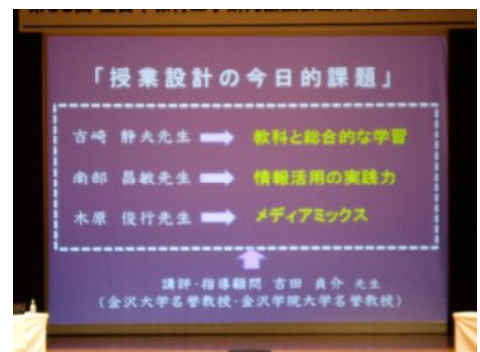 「授業設計の今日的課題」
吉崎 静夫先生 ➡ 教科と総合的な学習
南部 昌敏先生 ➡ 情報活用の実践力
木原 俊行先生 ➡ メディアミックス
講評・指導顧問 吉田 貞介 先生
(金沢大学名誉教授・金沢学院大学名誉教授)